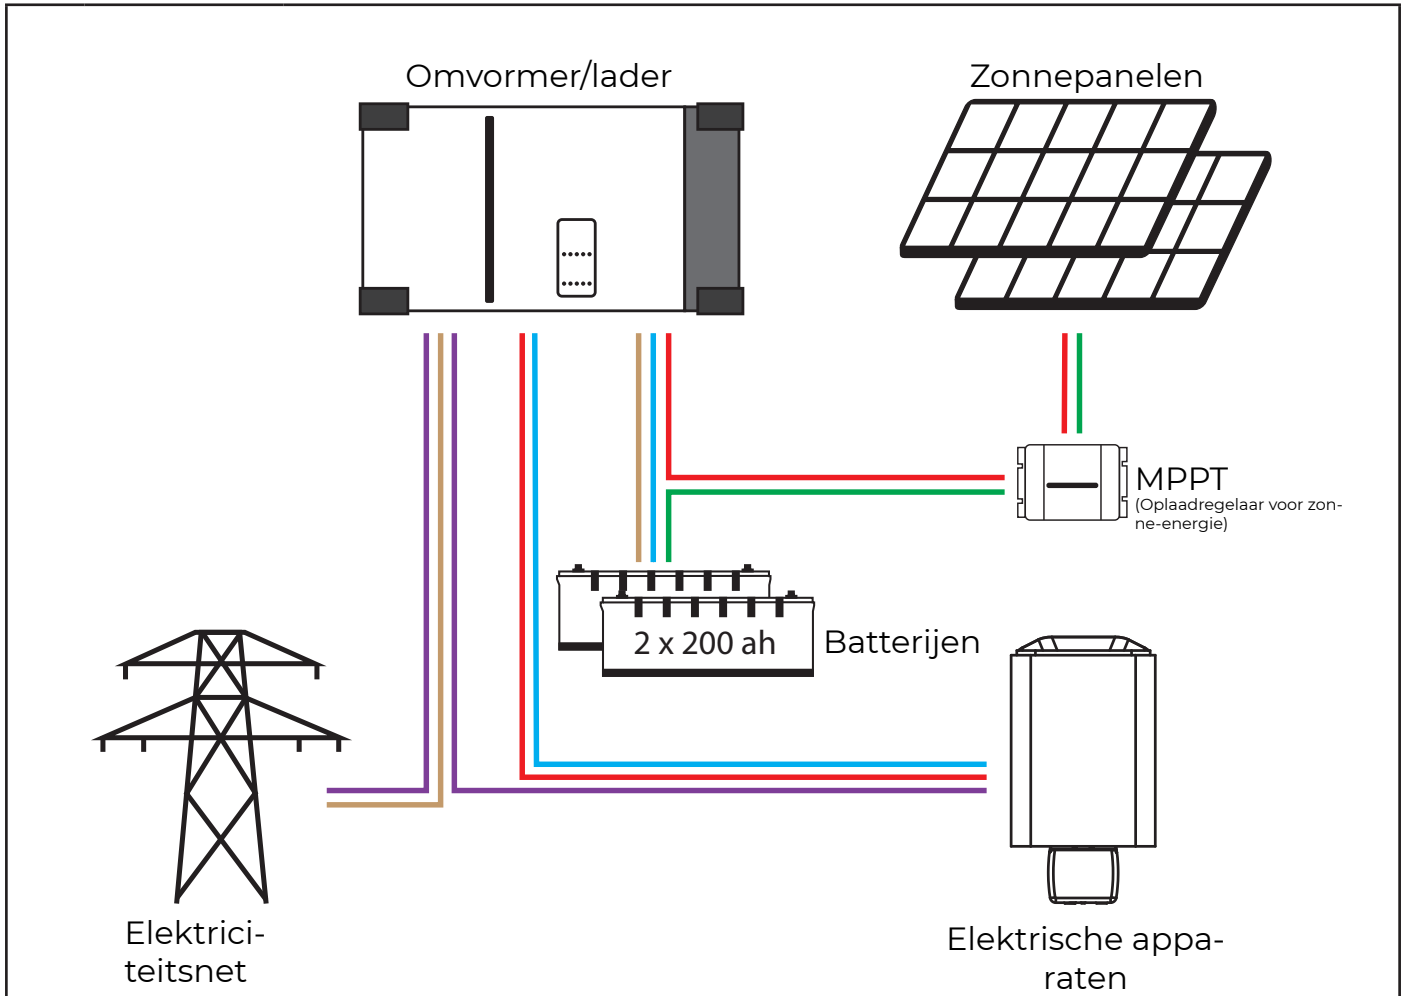 Omvormer/lader
Zonnepanelen
MPPT
(Oplaadregelaar voor zon-
ne-energie)
2 x 200 ah
Batterijen
Elektrici-
teitsnet
Elektrische appa-
raten